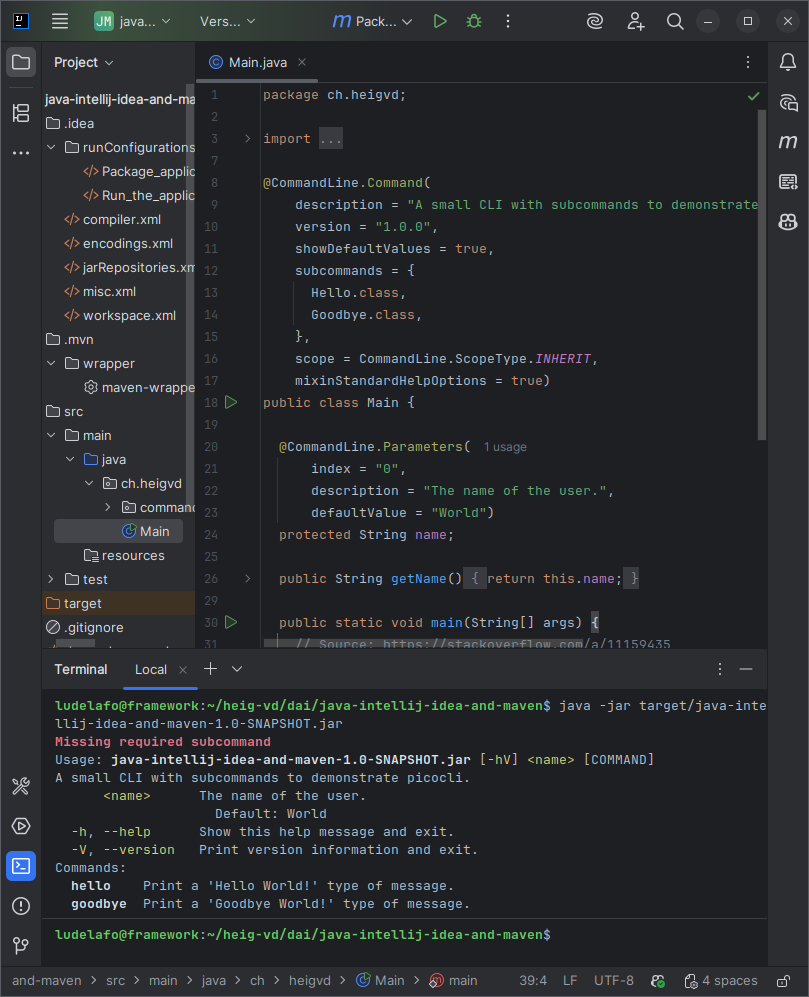 JM java... Vers... m Pack...
Project
Main.java
java-intellij-idea-and-ma
.idea
runConfigurations
Package_applic
Run_the_applic
compiler.xml
encodings.xml
jarRepositories.xm
misc.xml
workspace.xml
.mvn
wrapper
maven-wrappe
src
main
java
ch.heigvd
comman
Main
resources
test
target
.gitignore
1 package ch.heigvd;
2
3 import ...
7
8 @CommandLine.Command(
9 description = "A small CLI with subcommands to demonstrate
10 version = "1.0.0",
11 showDefaultValues = true,
12 subcommands = {
13 Hello.class,
14 Goodbye.class,
15 },
16 scope = CommandLine.ScopeType.INHERIT,
17 mixinStandardHelpOptions = true)
18 public class Main {
19
20 @CommandLine.Parameters( 1 usage
21 index = "0",
22 description = "The name of the user.",
23 defaultValue = "World")
24 protected String name;
25
26 public String getName() { return this.name; }
29
30 public static void main(String[] args) {
31 // Source: https://stackoverflow.com/a/11159435
Terminal Local
ludelafo@framework:~/heig-vd/dai/java-intellij-idea-and-maven$ java -jar target/java-inte
llij-idea-and-maven-1.0-SNAPSHOT.jar
Missing required subcommand
Usage: java-intellij-idea-and-maven-1.0-SNAPSHOT.jar [-hV] <name> [COMMAND]
A small CLI with subcommands to demonstrate picocli.
<name> The name of the user.
Default: World
-h, --help Show this help message and exit.
-V, --version Print version information and exit.
Commands:
hello Print a 'Hello World!' type of message.
goodbye Print a 'Goodbye World!' type of message.
ludelafo@framework:~/heig-vd/dai/java-intellij-idea-and-maven$
and-maven > src > main > java > ch > heigvd > Main > main 39:4 LF UTF-8 4 spaces